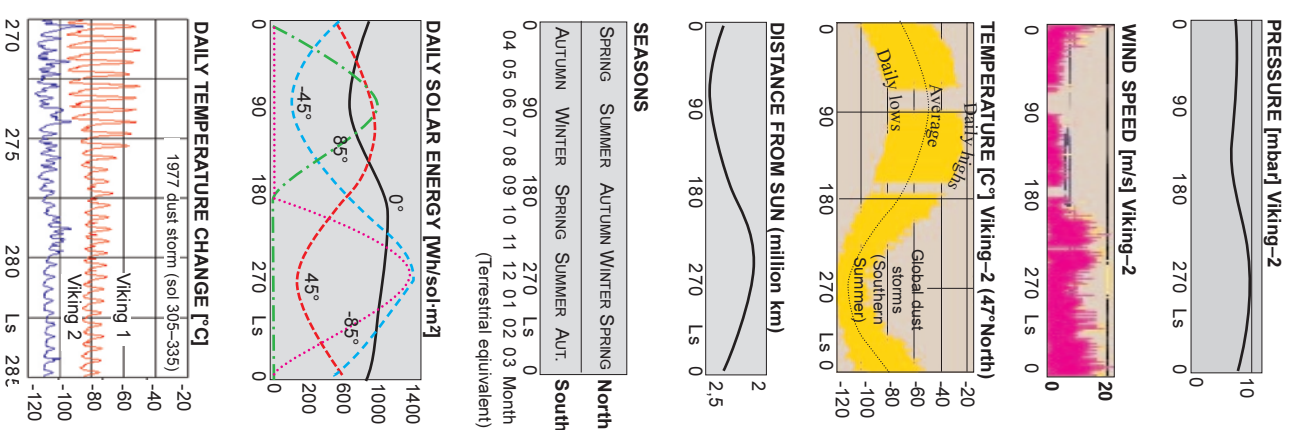 PRESSURE [mbar] Viking–2
10
0
0 90 180 270 Ls 0
WIND SPEED [m/s] Viking–2
20
0
0 90 180 270 Ls 0
TEMPERATURE [C°] Viking–2 (47°North)
-20
-40
-60
-80
-100
-120
Daily highs
Average
Daily lows
Global dust
storms
(Southern
Summer)
0 90 180 270 Ls 0
DISTANCE FROM SUN (million km)
2
2,5
0 90 180 270 Ls 0
SEASONS
SPRING SUMMER AUTUMN WINTER SPRING North
AUTUMN WINTER SPRING SUMMER AUT. South
0 90 180 270 Ls 0
04 05 06 07 08 09 10 11 12 01 02 03 Month
(Terrestrial equivalent)
DAILY SOLAR ENERGY [Wh/sol·m²]
1400
1000
600
200
0
0°
85°
-85°
-45°
45°
0 90 180 270 Ls 0
DAILY TEMPERATURE CHANGE [°C]
1977 dust storm (sol 305–335)
-20
-40
-60
-80
-100
-120
Viking 1
Viking 2
270 275 280 Ls 285